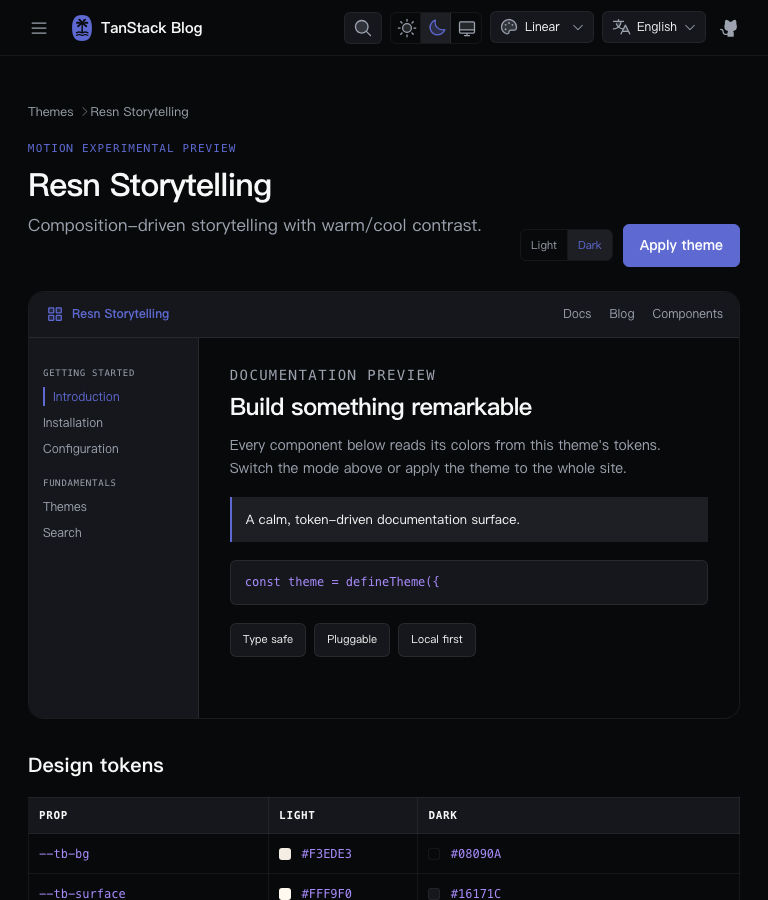 TanStack Blog
Linear
English
Themes
Resn Storytelling
MOTION EXPERIMENTAL PREVIEW
Resn Storytelling
Composition–driven storytelling with warm/cool contrast.
Light
Dark
Apply theme
Resn Storytelling
Docs
Blog
Components
GETTING STARTED
Introduction
Installation
Configuration
FUNDAMENTALS
Themes
Search
DOCUMENTATION PREVIEW
Build something remarkable
Every component below reads its colors from this theme's tokens.
Switch the mode above or apply the theme to the whole site.
A calm, token–driven documentation surface.
const theme = defineTheme({
Type safe
Pluggable
Local first
Design tokens
PROP LIGHT DARK
--tb-bg #F3EDE3 #08090A
--tb-surface #FFF9F0 #16171C